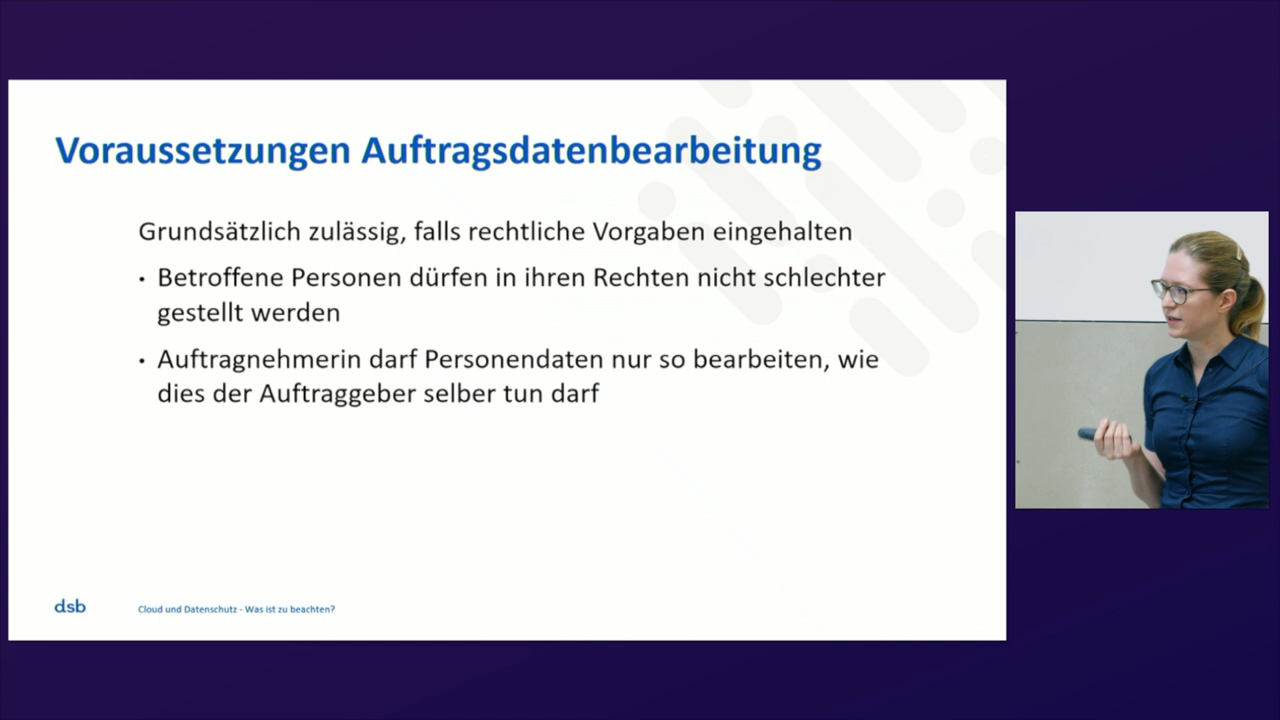 Voraussetzungen Auftragsdatenbearbeitung
Grundsätzlich zulässig, falls rechtliche Vorgaben eingehalten
• Betroffene Personen dürfen in ihren Rechten nicht schlechter
gestellt werden
• Auftragnehmerin darf Personendaten nur so bearbeiten, wie
dies der Auftraggeber selber tun darf
dsb
Cloud und Datenschutz - Was ist zu beachten?